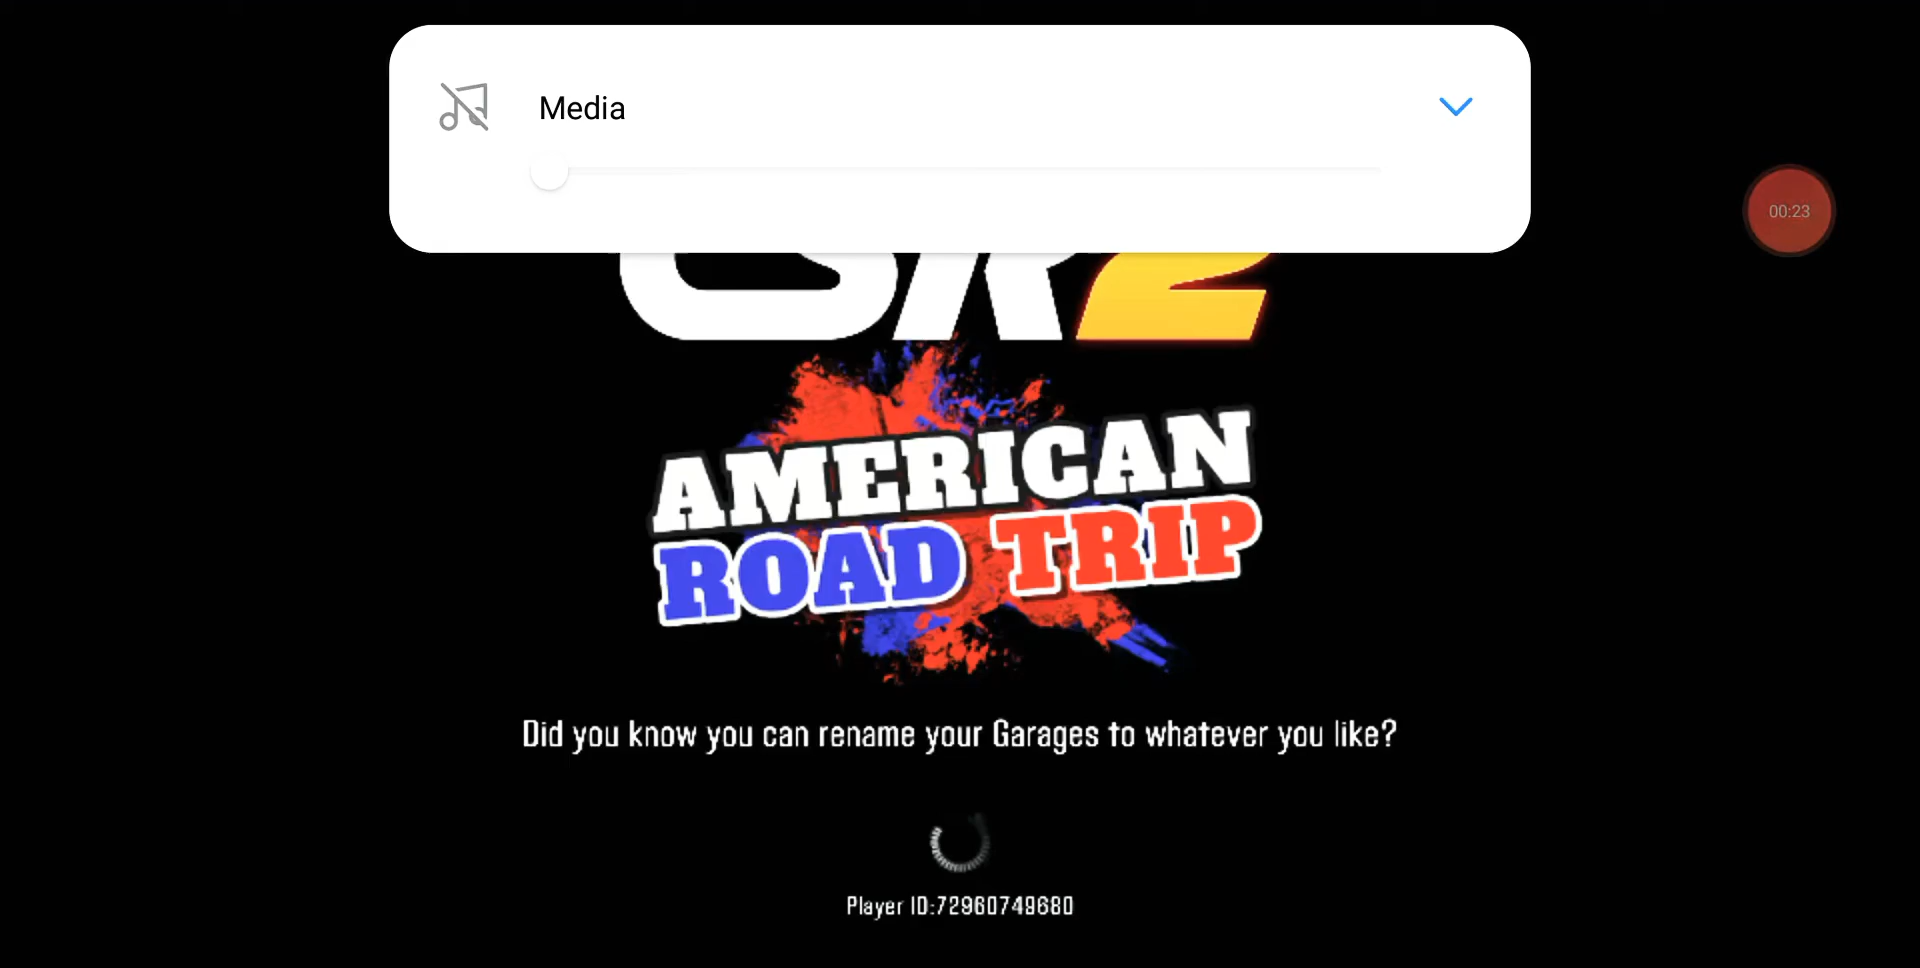 Media
00:23
AMERICAN
ROAD TRIP
Did you know you can rename your Garages to whatever you like?
Player ID:72960749680